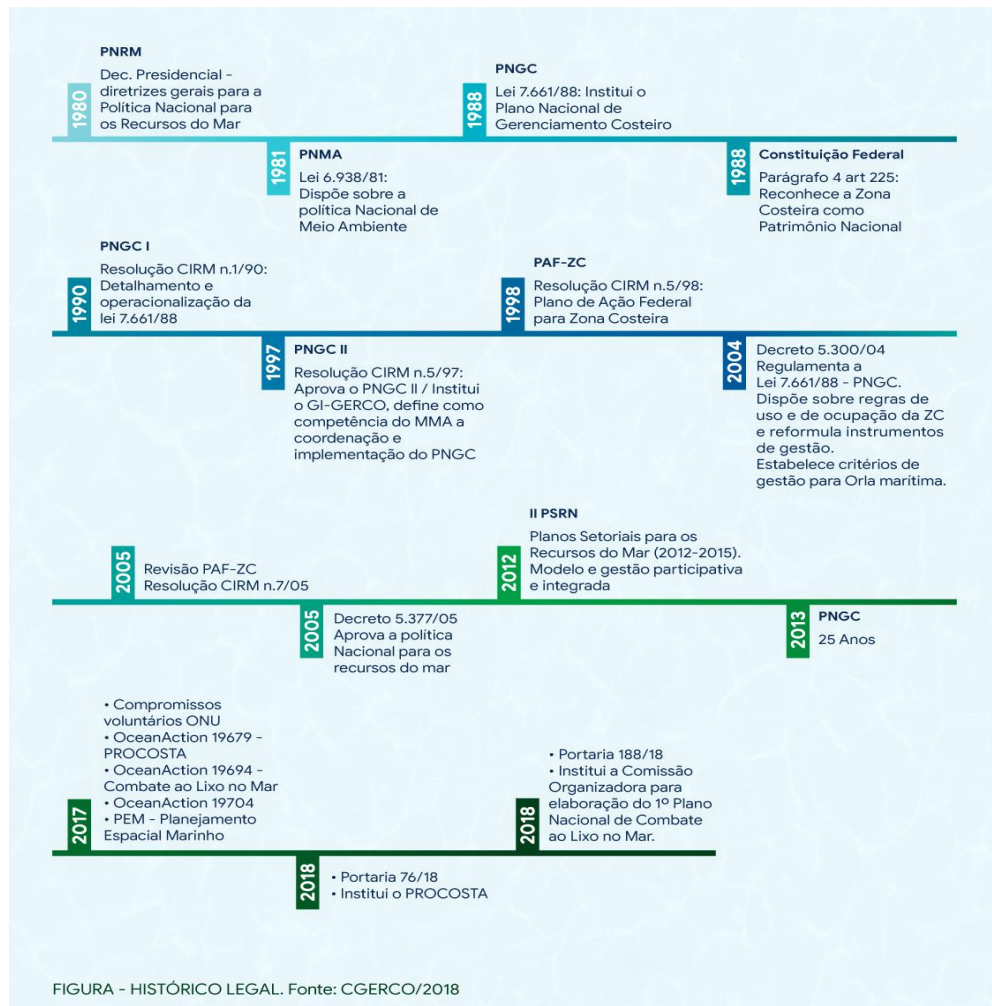 PNRM
1980
Dec. Presidencial -
diretrizes gerais para a
Política Nacional para
os Recursos do Mar
1981
PNMA
Lei 6.938/81:
Dispõe sobre a
política Nacional de
Meio Ambiente
PNGC
1988
Lei 7.661/88: Institui o
Plano Nacional de
Gerenciamento Costeiro
1988
Constituição Federal
Parágrafo 4 art 225:
Reconhece a Zona
Costeira como
Patrimônio Nacional
PNGC I
1990
Resolução CIRM n.1/90:
Detalhamento e
operacionalização da
lei 7.661/88
1997
PNGC II
Resolução CIRM n.5/97:
Aprova o PNGC II / Institui
o GI-GERCO, define como
competência do MMA a
coordenação e
implementação do PNGC
PAF-ZC
1998
Resolução CIRM n.5/98:
Plano de Ação Federal
para Zona Costeira
2004
Decreto 5.300/04
Regulamenta a
Lei 7.661/88 - PNGC.
Dispõe sobre regras de
uso e de ocupação da ZC
e reformula instrumentos
de gestão.
Estabelece critérios de
gestão para Orla marítima.
2005
Revisão PAF-ZC
Resolução CIRM n.7/05
2005
Decreto 5.377/05
Aprova a política
Nacional para os
recursos do mar
II PSRN
2012
Planos Setoriais para os
Recursos do Mar (2012-2015).
Modelo e gestão participativa
e integrada
2013
PNGC
25 Anos
2017
• Compromissos
voluntários ONU
• OceanAction 19679 -
PROCOSTA
• OceanAction 19694 -
Combate ao Lixo no Mar
• OceanAction 19704
• PEM - Planejamento
Espacial Marinho
2018
• Portaria 76/18
• Institui o PROCOSTA
2018
• Portaria 188/18
• Institui a Comissão
Organizadora para
elaboração do 1º Plano
Nacional de Combate
ao Lixo no Mar.
FIGURA - HISTÓRICO LEGAL. Fonte: CGERCO/2018